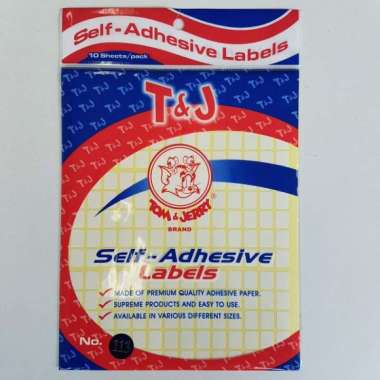 Self-Adhesive Labels
10 Sheets/pack
T&J
TOM & JERRY
BRAND
Self-Adhesive
Labels
MADE OF PREMIUM QUALITY ADHESIVE PAPER.
SUPREME PRODUCTS AND EASY TO USE.
AVAILABLE IN VARIOUS DIFFERENT SIZES.
No.